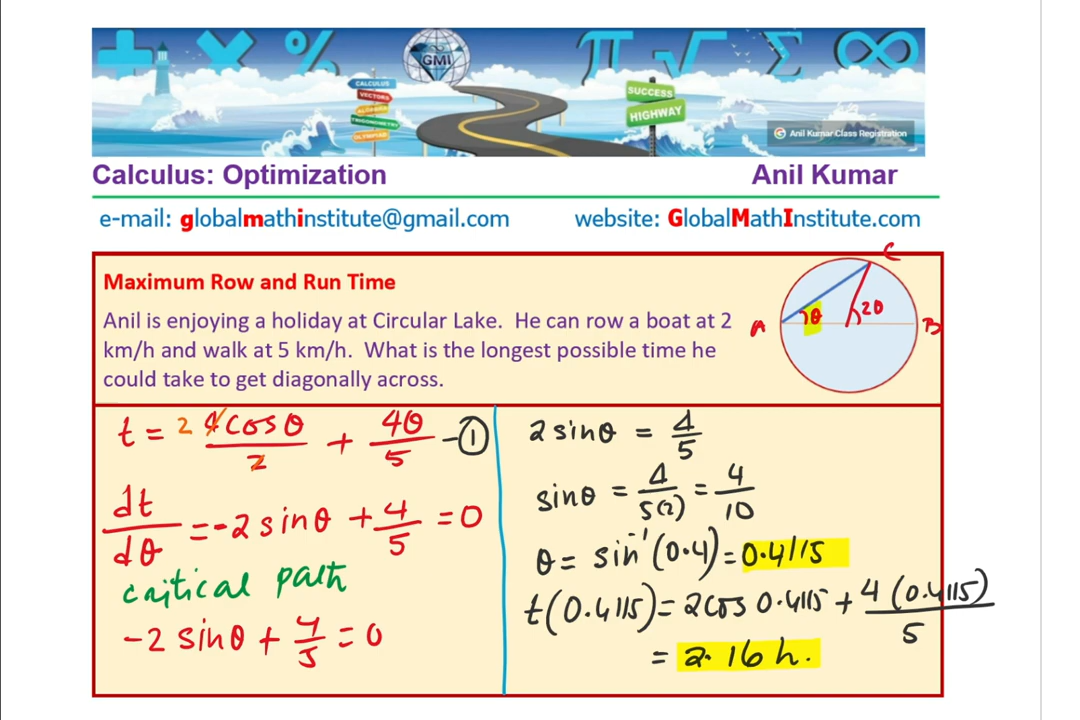 GMI
CALCULUS
VECTORS
ALGEBRA
TRIGONOMETRY
OLYMPIAD
SUCCESS
HIGHWAY
G Anil Kumar Class Registration
Calculus: Optimization
Anil Kumar
e-mail: globalmathinstitute@gmail.com
website: GlobalMathInstitute.com
Maximum Row and Run Time
Anil is enjoying a holiday at Circular Lake. He can row a boat at 2
km/h and walk at 5 km/h. What is the longest possible time he
could take to get diagonally across.
A
θ
2θ
B
C
t = 2 4cosθ/2 + 4θ/5 - ①
dt/dθ = -2 sinθ + 4/5 = 0
critical path
-2 sinθ + 4/5 = 0
2 sinθ = 4/5
sinθ = 4/5(2) = 4/10
θ = sin⁻¹(0.4) = 0.4115
t(0.4115) = 2cos 0.4115 + 4(0.4115)/5
= 2.16 h.